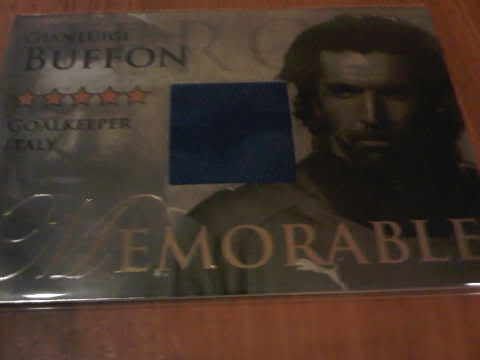 GIANLUIGI
BUFFON
GOALKEEPER
ITALY
MEMORABLE